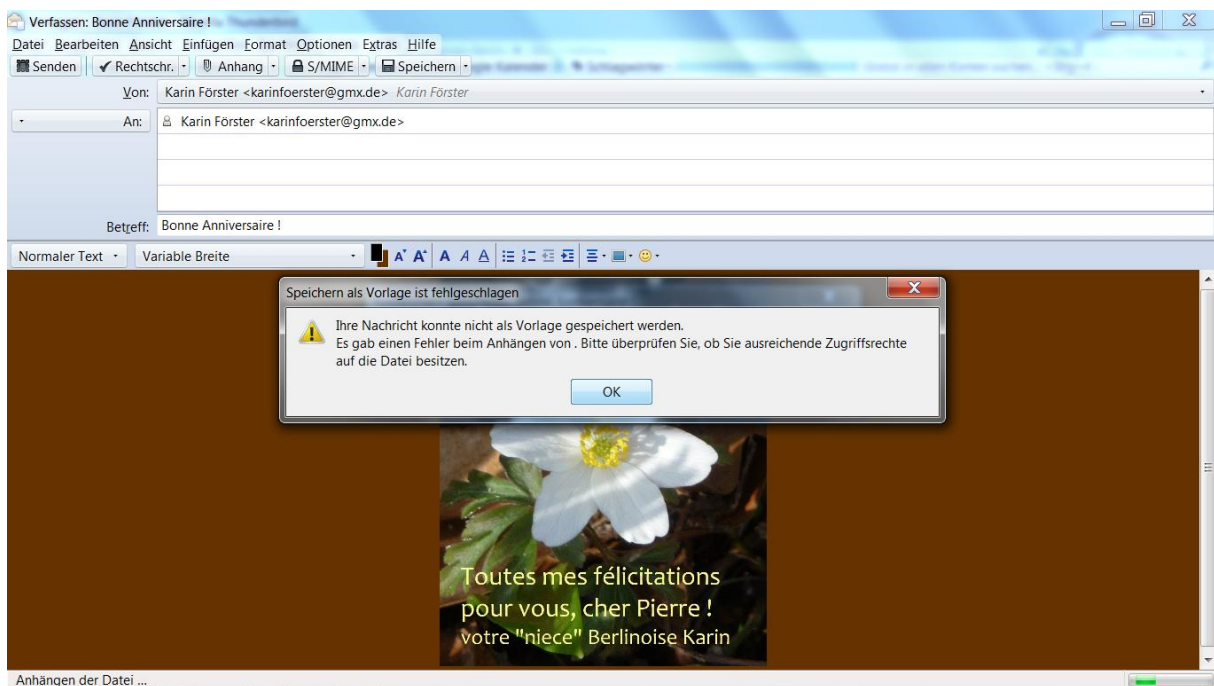 Verfassen: Bonne Anniversaire !
Datei Bearbeiten Ansicht Einfügen Format Optionen Extras Hilfe
Senden Rechtschr. Anhang S/MIME Speichern
Von: Karin Förster <karinfoerster@gmx.de> Karin Förster
An: Karin Förster <karinfoerster@gmx.de>
Betreff: Bonne Anniversaire !
Normaler Text Variable Breite
Speichern als Vorlage ist fehlgeschlagen
Ihre Nachricht konnte nicht als Vorlage gespeichert werden.
Es gab einen Fehler beim Anhängen von . Bitte überprüfen Sie, ob Sie ausreichende Zugriffsrechte
auf die Datei besitzen.
OK
Toutes mes félicitations
pour vous, cher Pierre !
votre "niece" Berlinoise Karin
Anhängen der Datei ...